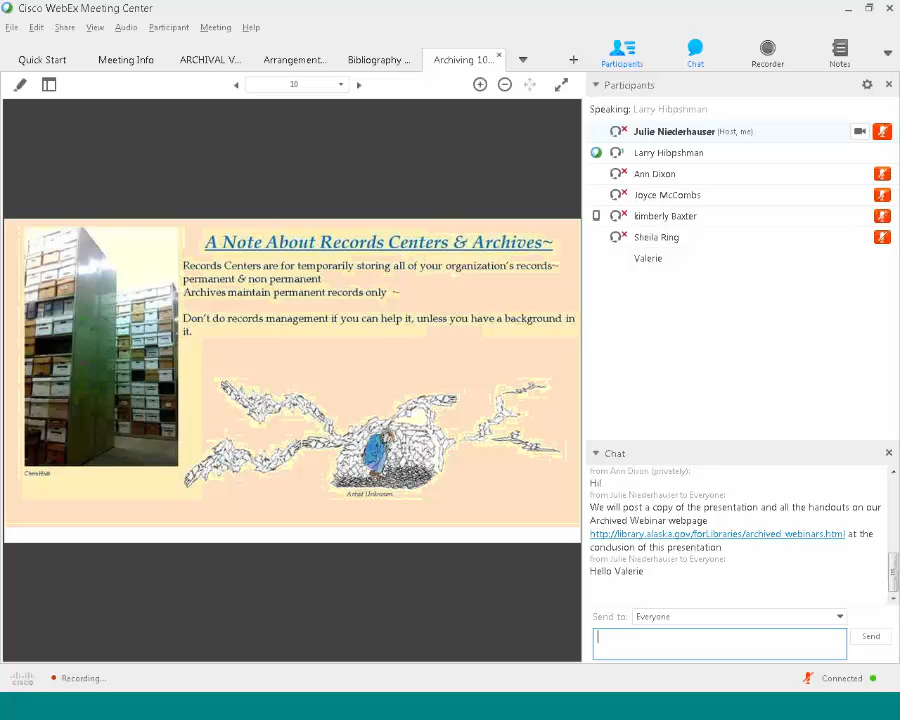 Cisco WebEx Meeting Center
File Edit Share View Audio Participant Meeting Help
Quick Start Meeting Info ARCHIVAL V... Arrangement... Bibliography ... Archiving 10...
Participants Chat Recorder Notes
10
A Note About Records Centers & Archives~
Records Centers are for temporarily storing all of your organization's records~
permanent & non permanent
Archives maintain permanent records only ~
Don't do records management if you can help it, unless you have a background in
it.
Artist Unknown
Participants
Speaking: Larry Hibpshman
Julie Niederhauser (Host, me)
Larry Hibpshman
Ann Dixon
Joyce McCombs
kimberly Baxter
Sheila Ring
Valerie
Chat
from Ann Dixon (privately):
Hi!
from Julie Niederhauser to Everyone:
We will post a copy of the presentation and all the handouts on our
Archived Webinar webpage
http://library.alaska.gov/forLibraries/archived_webinars.html at the
conclusion of this presentation
from Julie Niederhauser to Everyone:
Hello Valerie
Send to: Everyone
Send
CISCO Recording... Connected